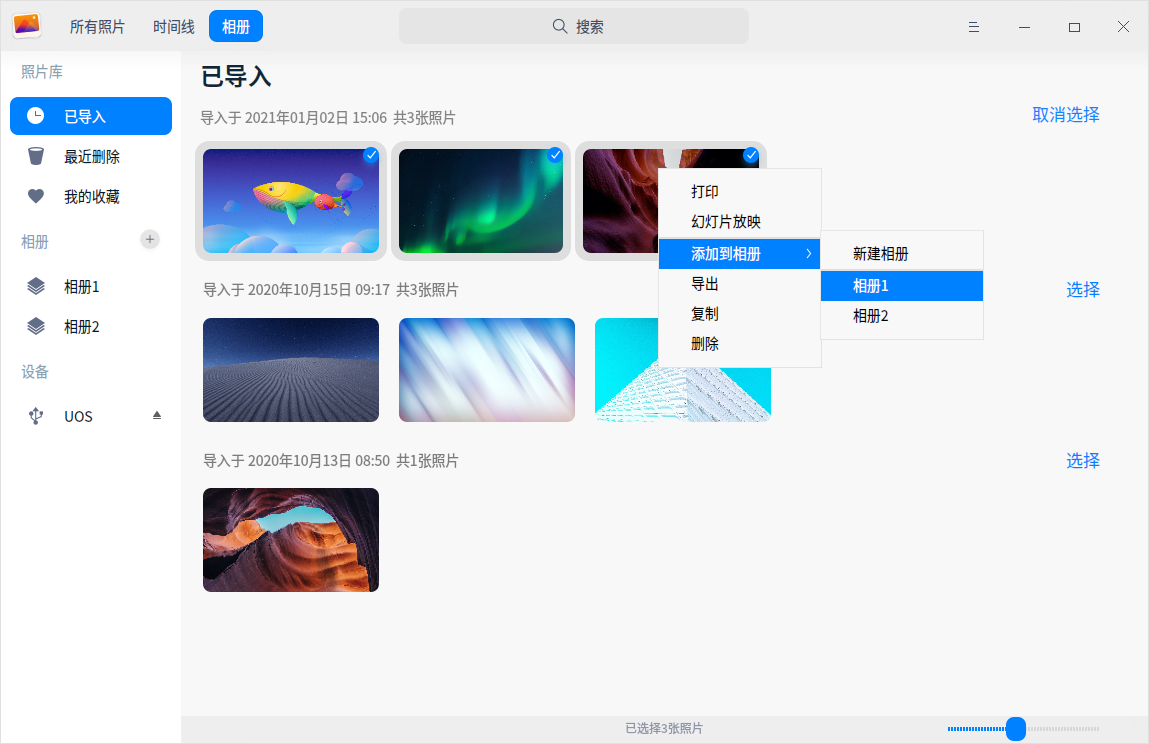 所有照片 时间线 相册 搜索
照片库
已导入
最近删除
我的收藏
相册
相册1
相册2
设备
UOS
已导入
导入于 2021年01月02日 15:06 共3张照片 取消选择
打印
幻灯片放映
添加到相册
导出
复制
删除
新建相册
相册1
相册2
导入于 2020年10月15日 09:17 共3张照片 选择
导入于 2020年10月13日 08:50 共1张照片 选择
已选择3张照片